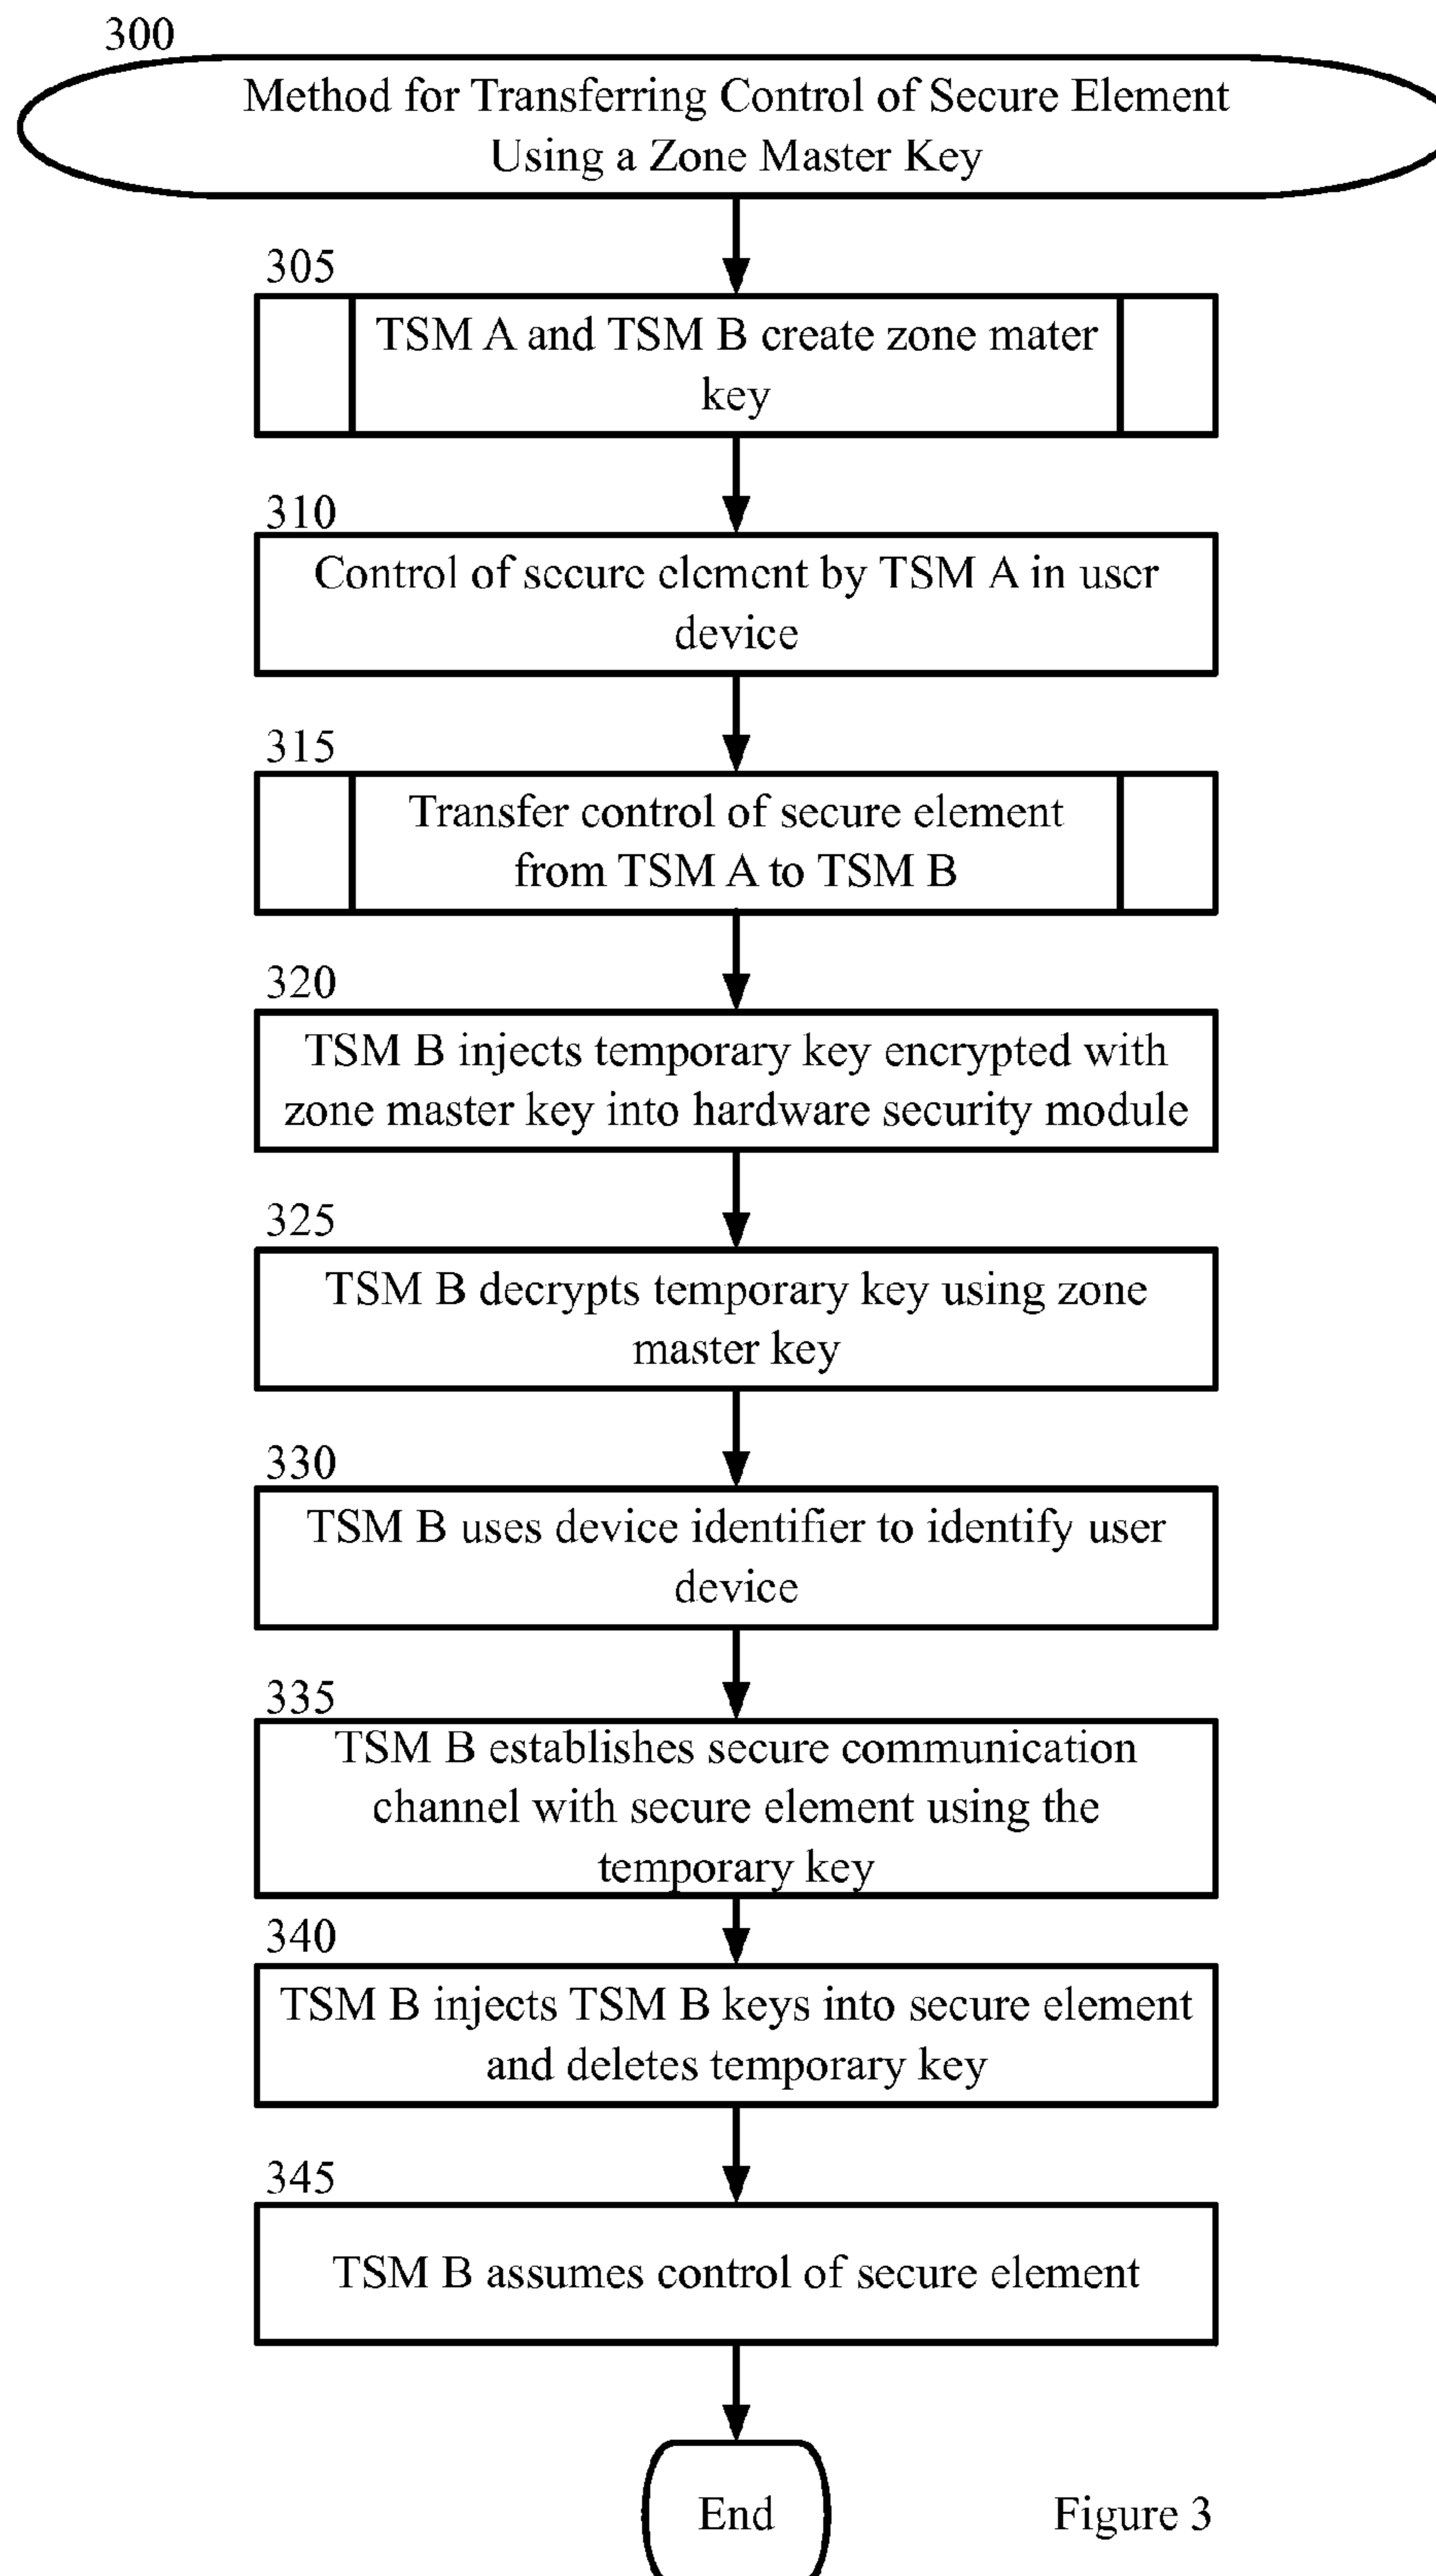 300
Method for Transferring Control of Secure Element
Using a Zone Master Key
305
TSM A and TSM B create zone mater
key
310
Control of secure element by TSM A in user
device
315
Transfer control of secure element
from TSM A to TSM B
320
TSM B injects temporary key encrypted with
zone master key into hardware security module
325
TSM B decrypts temporary key using zone
master key
330
TSM B uses device identifier to identify user
device
335
TSM B establishes secure communication
channel with secure element using the
temporary key
340
TSM B injects TSM B keys into secure element
and deletes temporary key
345
TSM B assumes control of secure element
End
Figure 3